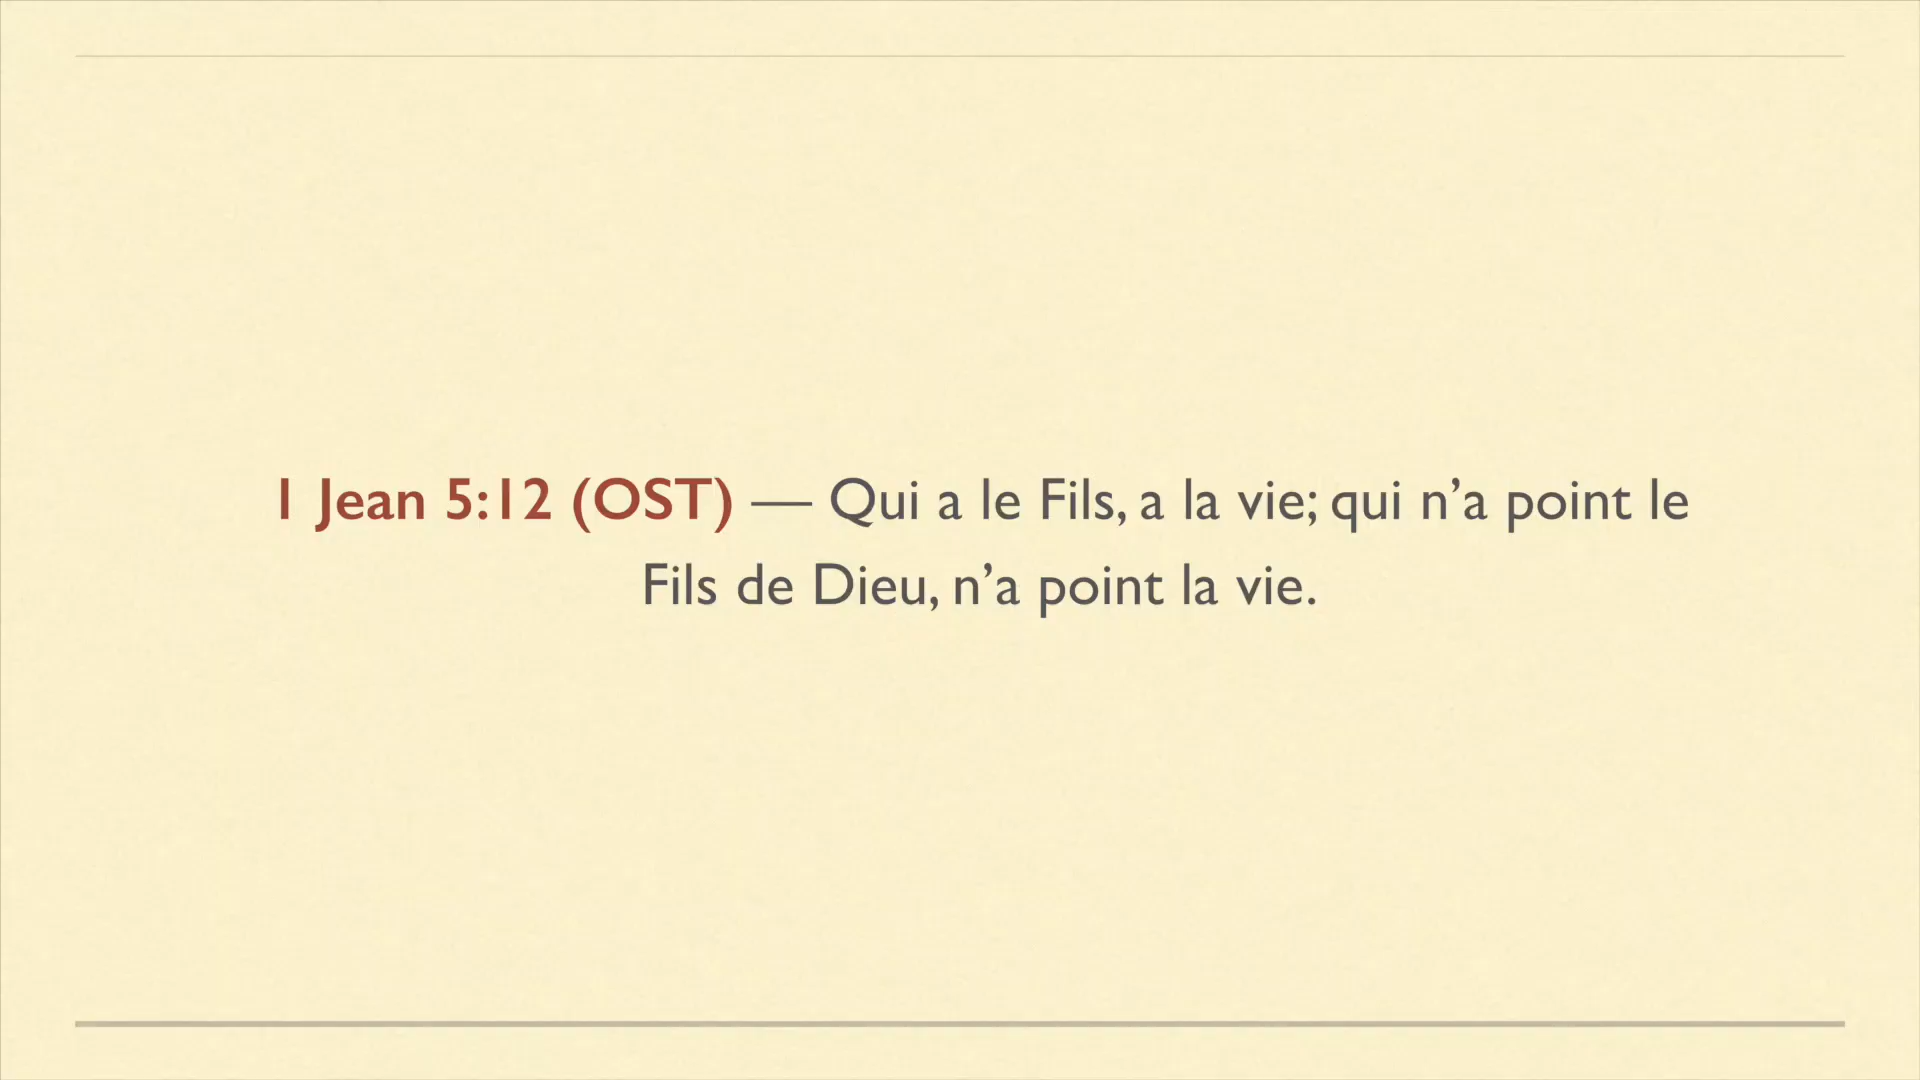 1 Jean 5:12 (OST) — Qui a le Fils, a la vie; qui n’a point le
Fils de Dieu, n’a point la vie.